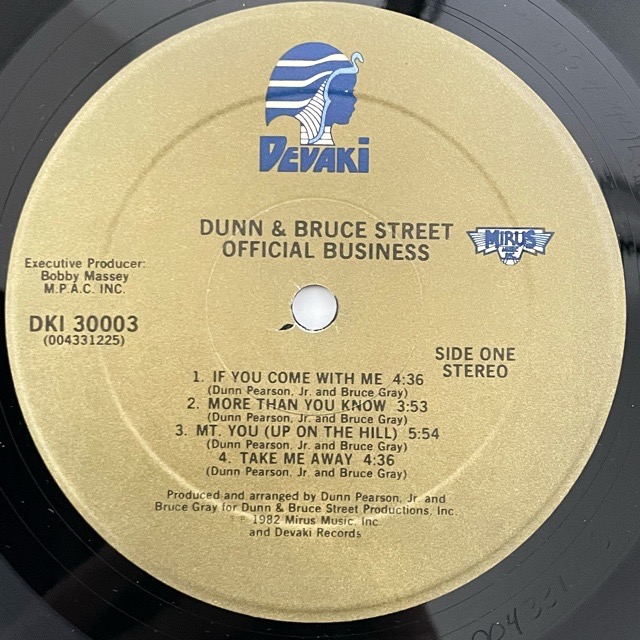 DEVAKI
DUNN & BRUCE STREET
OFFICIAL BUSINESS
MIRUS
MUSIC
INC.
Executive Producer:
Bobby Massey
M.P.A.C. INC.
DKI 30003
(004331225)
SIDE ONE
STEREO
1. IF YOU COME WITH ME 4:36
(Dunn Pearson, Jr. and Bruce Gray)
2. MORE THAN YOU KNOW 3:53
(Dunn Pearson, Jr. and Bruce Gray)
3. MT. YOU (UP ON THE HILL) 5:54
(Dunn Pearson, Jr. and Bruce Gray)
4. TAKE ME AWAY 4:36
(Dunn Pearson, Jr. and Bruce Gray)
Produced and arranged by Dunn Pearson, Jr. and
Bruce Gray for Dunn & Bruce Street Productions, Inc.
1982 Mirus Music, Inc.
and Devaki Records